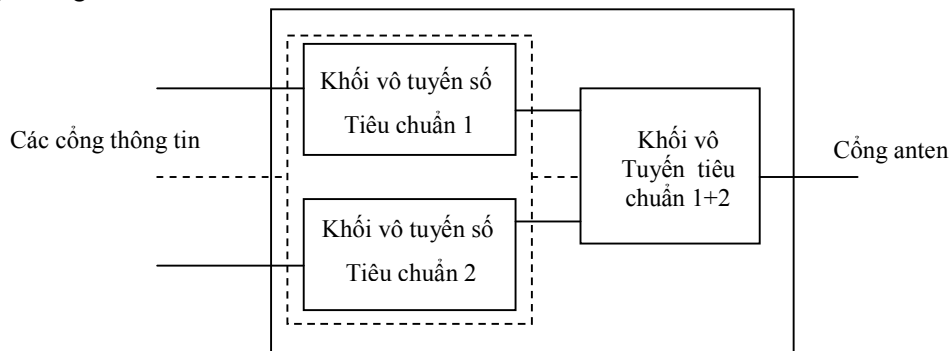 Khối vô tuyến số
Tiêu chuẩn 1
Các cổng thông tin
Khối vô
Tuyến tiêu
chuẩn 1+2
Cổng anten
Khối vô tuyến số
Tiêu chuẩn 2